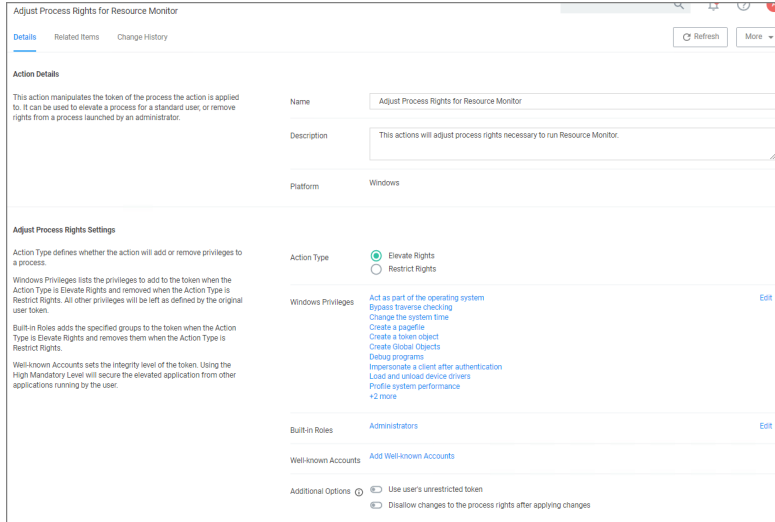 Adjust Process Rights for Resource Monitor
Details
Related Items
Change History
Refresh
More
Action Details
This action manipulates the token of the process the action is applied
to. It can be used to elevate a process for a standard user, or remove
rights from a process launched by an administrator.
Name
Adjust Process Rights for Resource Monitor
Description
This actions will adjust process rights necessary to run Resource Monitor.
Platform
Windows
Adjust Process Rights Settings
Action Type defines whether the action will add or remove privileges to
a process.
Windows Privileges lists the privileges to add to the token when the
Action Type is Elevate Rights and removed when the Action Type is
Restrict Rights. All other privileges will be left as defined by the original
user token.
Built-in Roles adds the specified groups to the token when the Action
Type is Elevate Rights and removes them when the Action Type is
Restrict Rights.
Well-known Accounts sets the integrity level of the token. Using the
High Mandatory Level will secure the elevated application from other
applications running by the user.
Action Type
Elevate Rights
Restrict Rights
Windows Privileges
Act as part of the operating system
Bypass traverse checking
Change the system time
Create a pagefile
Create a token object
Create Global Objects
Debug programs
Impersonate a client after authentication
Load and unload device drivers
Profile system performance
+2 more
Edit
Built-in Roles
Administrators
Edit
Well-known Accounts
Add Well-known Accounts
Additional Options
Use user's unrestricted token
Disallow changes to the process rights after applying changes